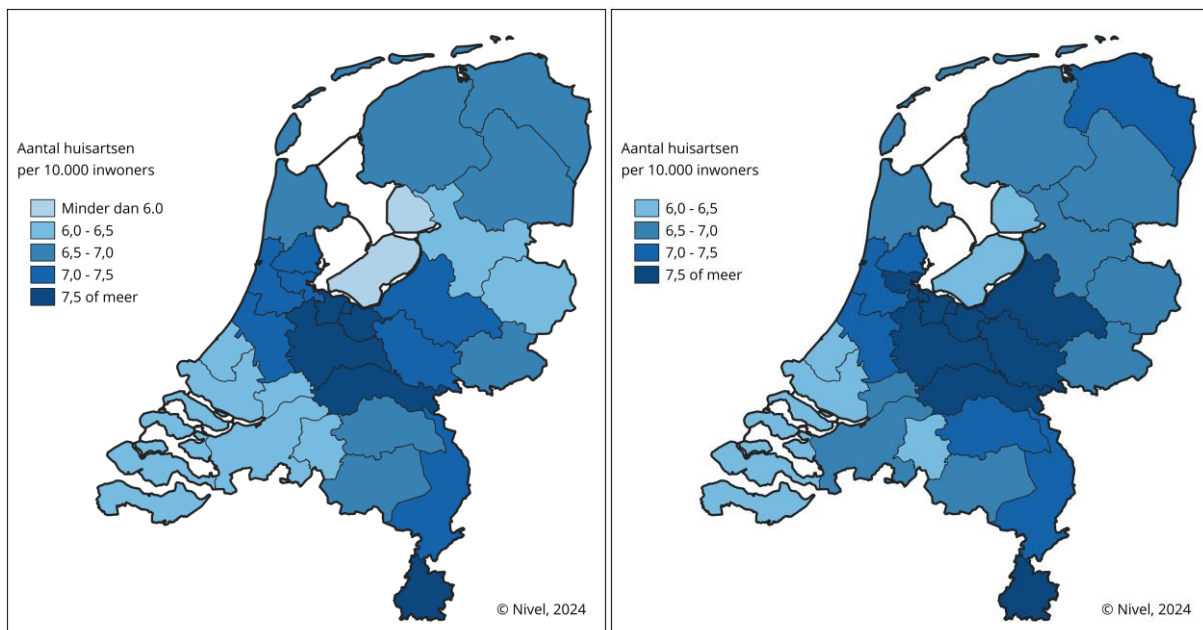 Aantal huisartsen
per 10.000 inwoners
Minder dan 6.0
6,0 - 6,5
6,5 - 7,0
7,0 - 7,5
7,5 of meer
© Nivel, 2024
Aantal huisartsen
per 10.000 inwoners
6,0 - 6,5
6,5 - 7,0
7,0 - 7,5
7,5 of meer
© Nivel, 2024